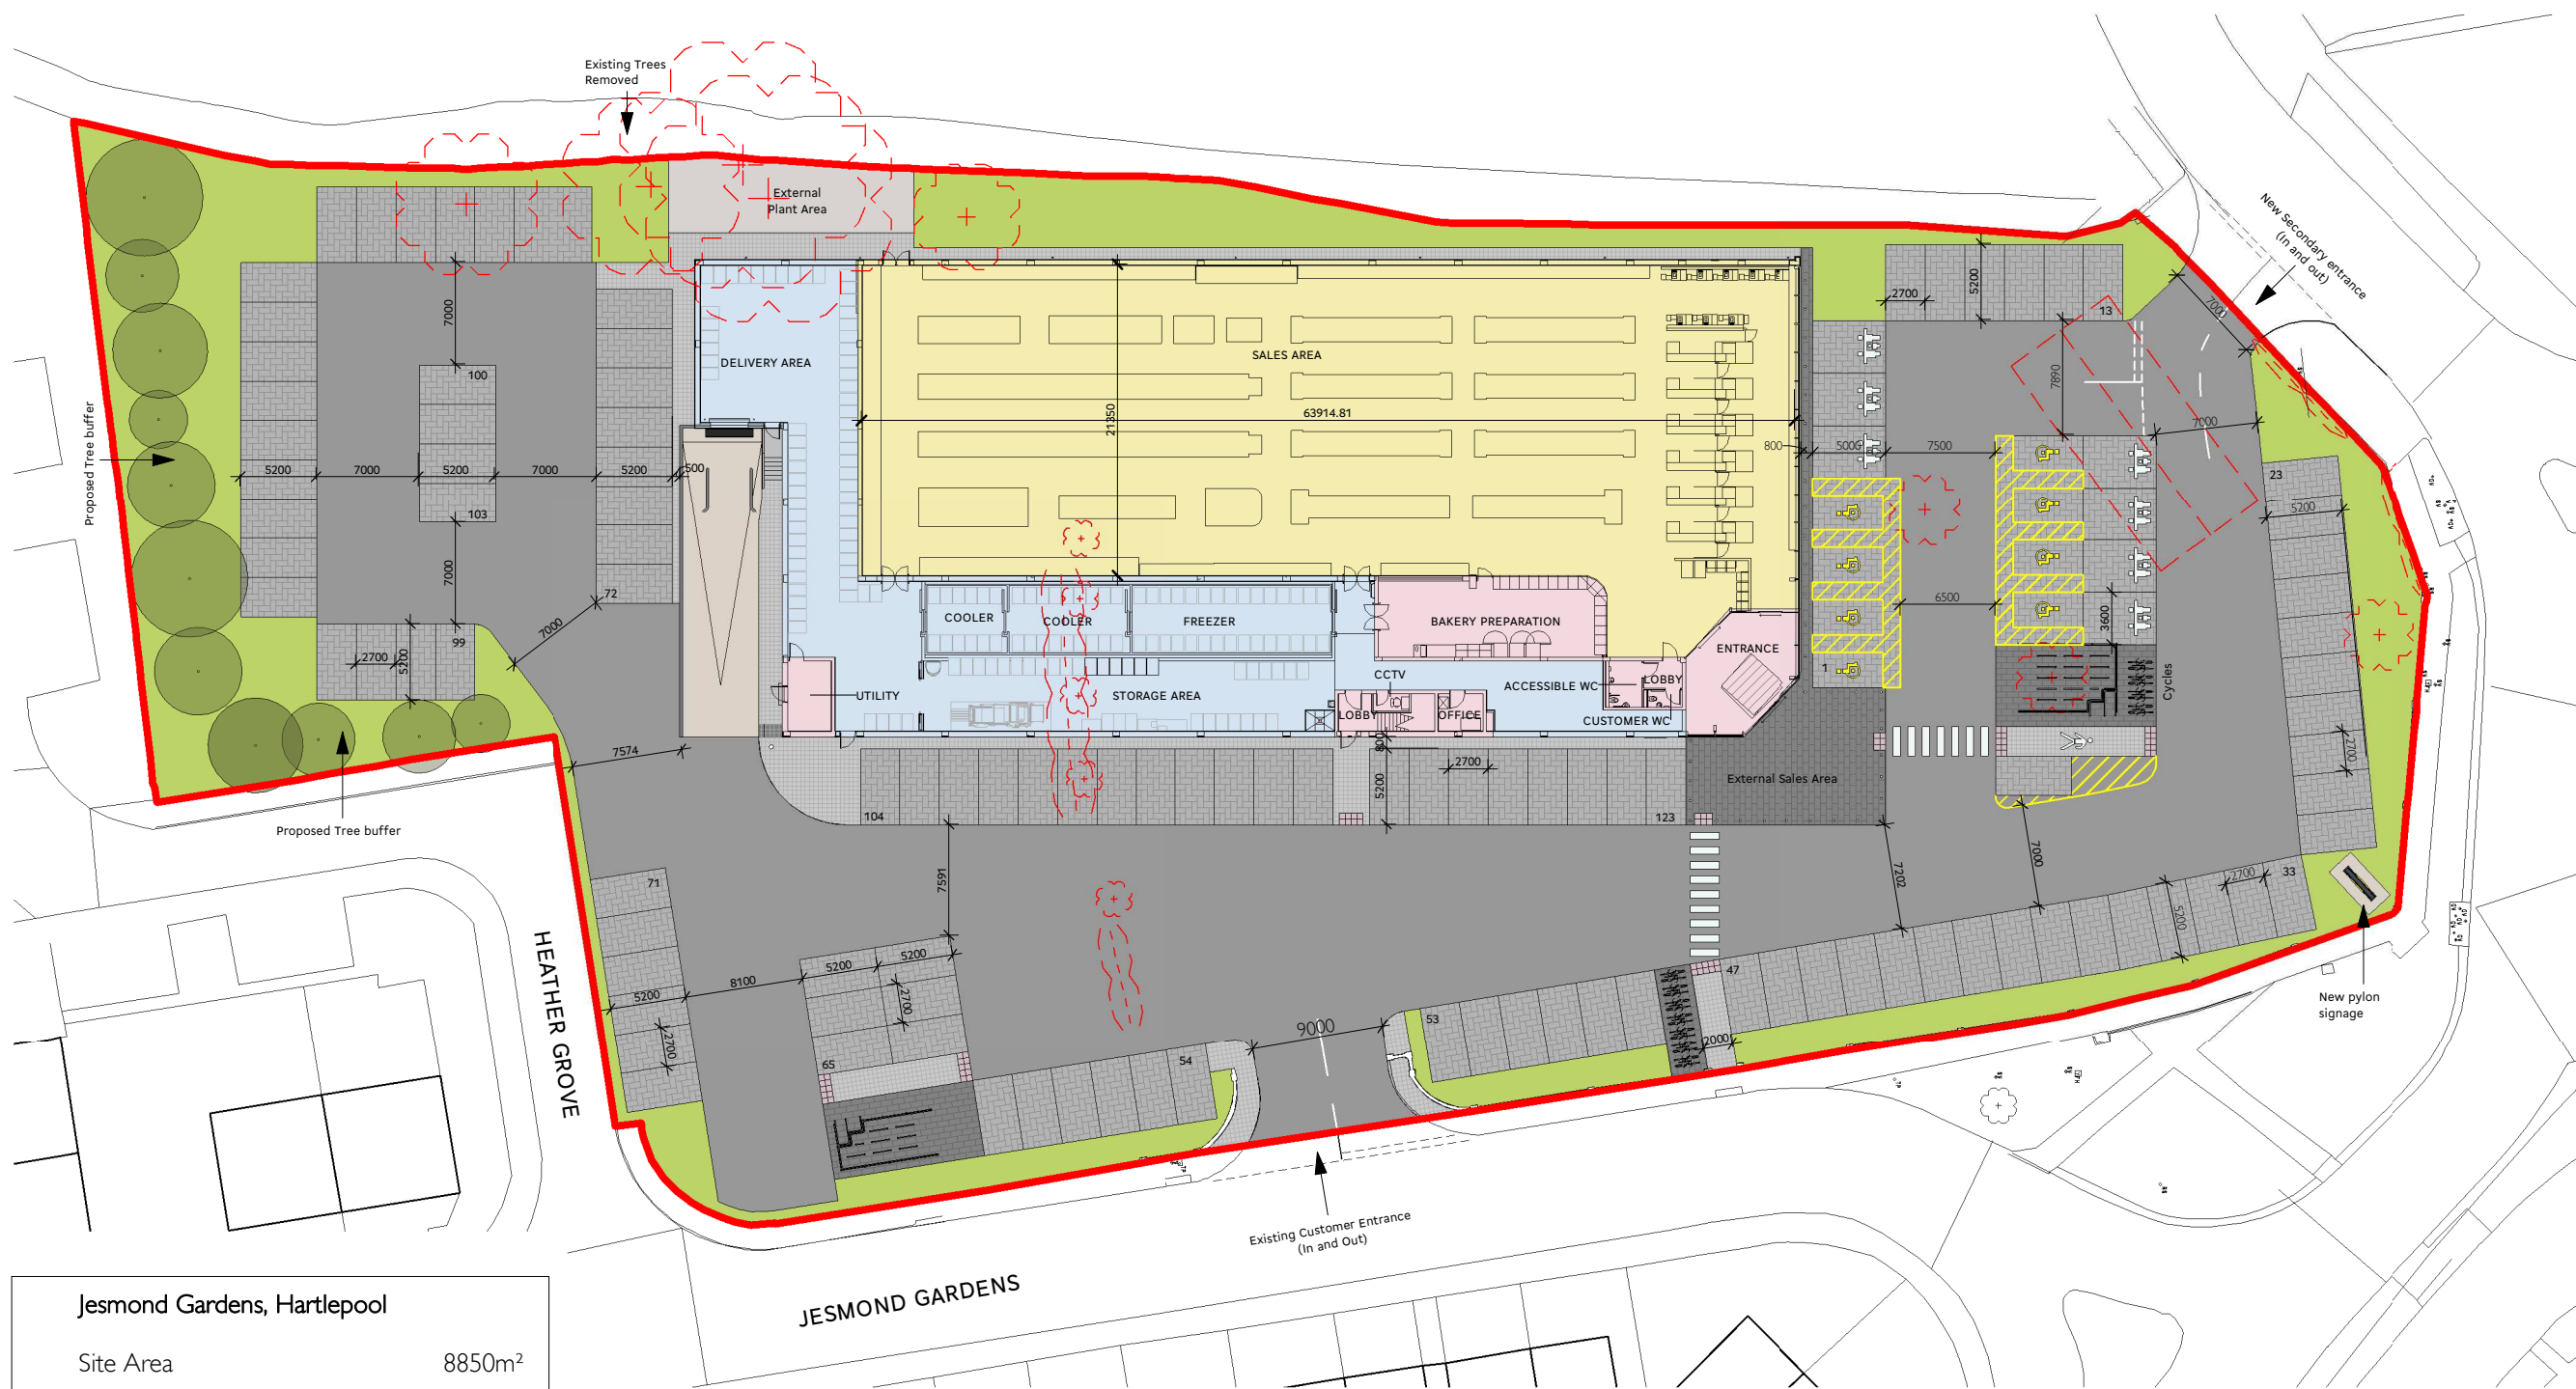 Existing Trees
Removed
External
Plant Area
New Secondary entrance
(In and out)
7000
5200
2700
13
7000
7890
DELIVERY AREA
SALES AREA
21350
63914.81
100
103
5200
7000
5200
7000
5200
500
7000
800
5000
7500
7000
23
5200
Proposed Tree buffer
72
7000
99
2700
5200
COOLER
COOLER
FREEZER
BAKERY PREPARATION
ENTRANCE
6500
3600
1
CCTV
ACCESSIBLE WC
LOBBY
UTILITY
STORAGE AREA
LOBBY
OFFICE
CUSTOMER WC
Cycles
7574
800
2700
5200
External Sales Area
2700
104
123
Proposed Tree buffer
7591
7202
7000
2700
33
5200
71
5200
5200
8100
5200
2700
2700
47
53
9000
2000
54
65
New pylon
signage
HEATHER GROVE
Existing Customer Entrance
(In and Out)
JESMOND GARDENS
Jesmond Gardens, Hartlepool
Site Area 8850m²